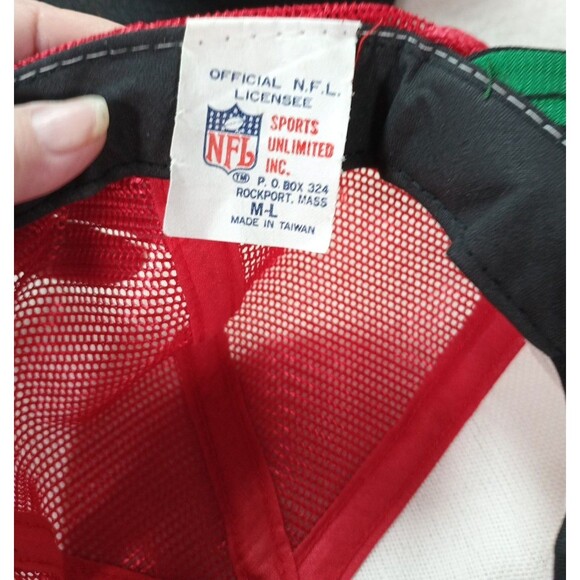 OFFICIAL N.F.L.
LICENSEE
NFL
SPORTS
UNLIMITED
INC.
TM
P. O. BOX 324
ROCKPORT, MASS
M-L
MADE IN TAIWAN